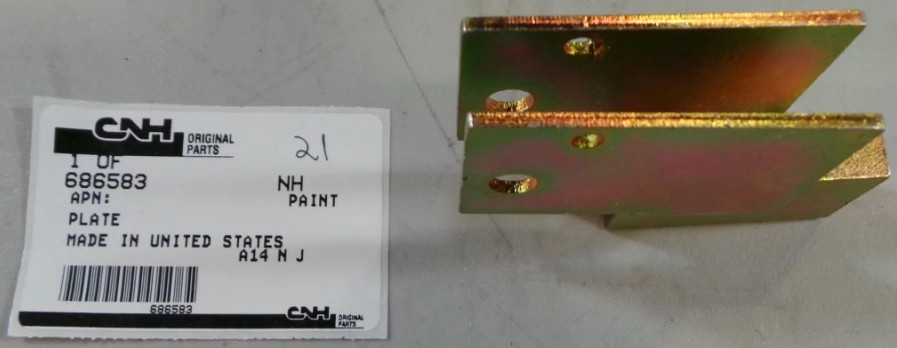 CNH ORIGINAL
PARTS
21
1 OF
686583 NH
APN: PAINT
PLATE
MADE IN UNITED STATES
A14 N J
686583
CNH ORIGINAL
PARTS